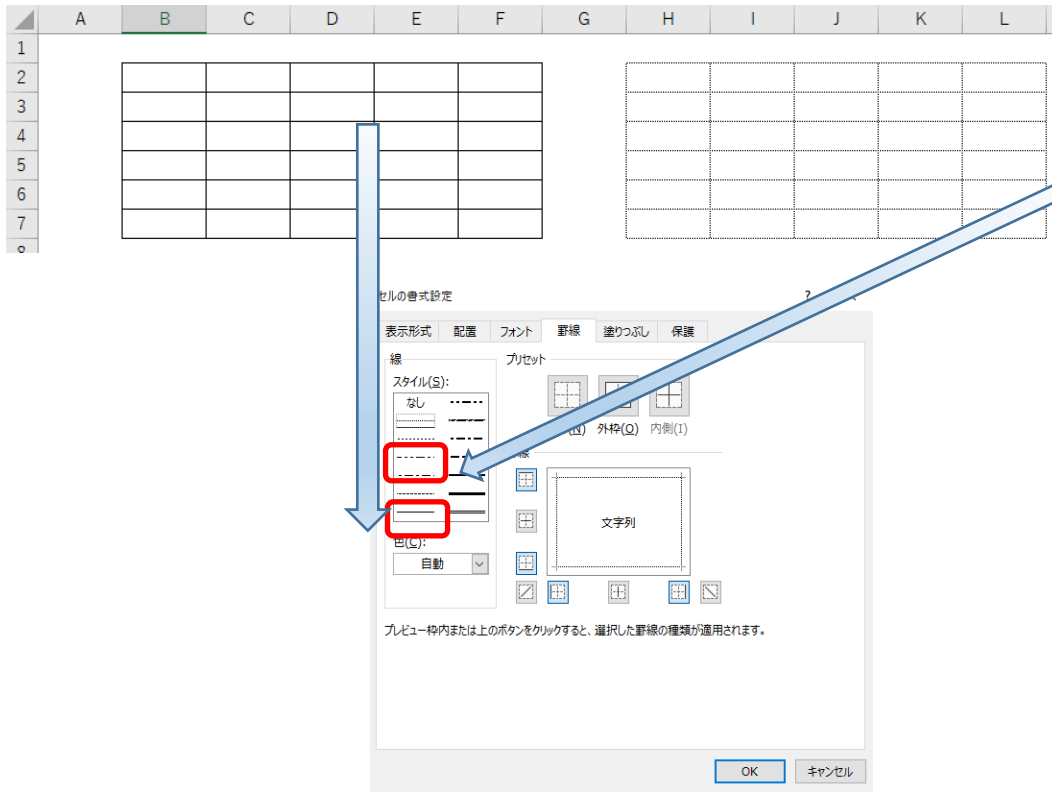 A B C D E F G H I J K L
1
2
3
4
5
6
7
セルの書式設定 ?
表示形式 配置 フォント 罫線 塗りつぶし 保護
線 プリセット
スタイル(S):
なし
(N) 外枠(O) 内側(I)
文字列
色(C):
自動
プレビュー枠内または上のボタンをクリックすると、選択した罫線の種類が適用されます。
OK キャンセル